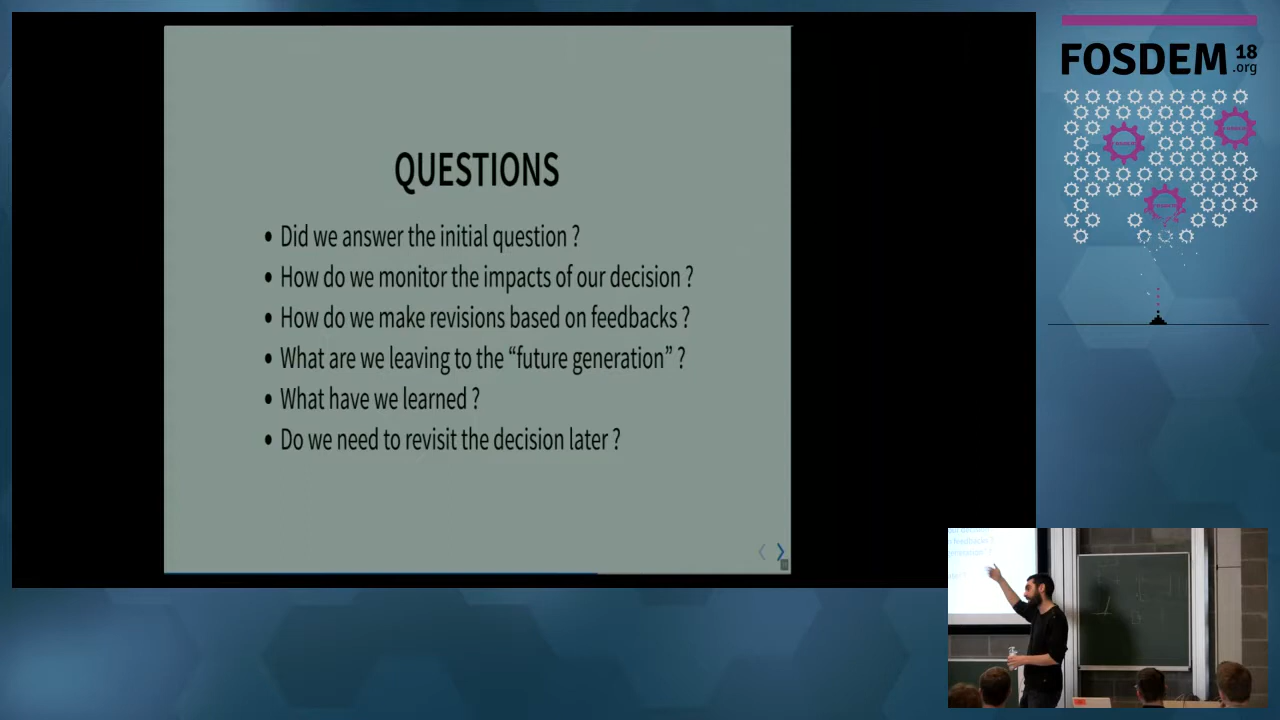 QUESTIONS
• Did we answer the initial question ?
• How do we monitor the impacts of our decision ?
• How do we make revisions based on feedbacks ?
• What are we leaving to the “future generation” ?
• What have we learned ?
• Do we need to revisit the decision later ?
FOSDEM 18
.org